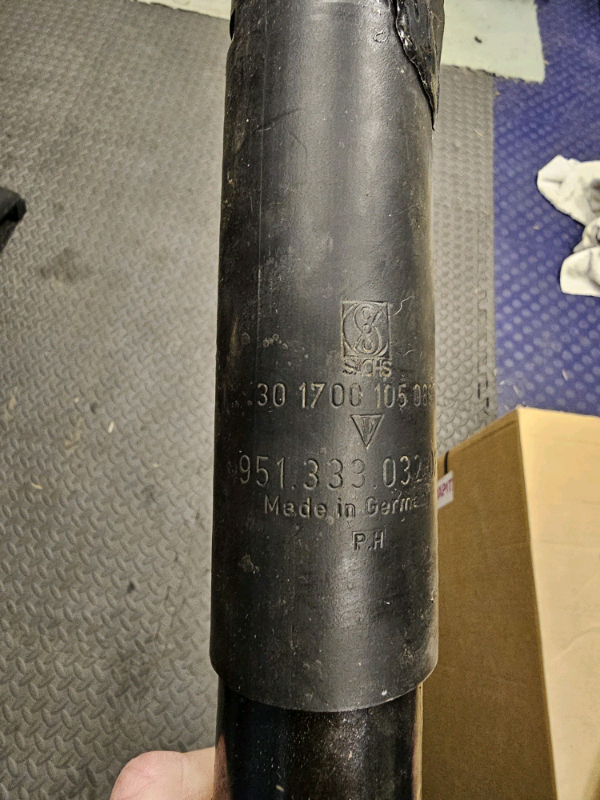 SACHS
30 1700 105 08
951.333.032
Made in Germa
P.H